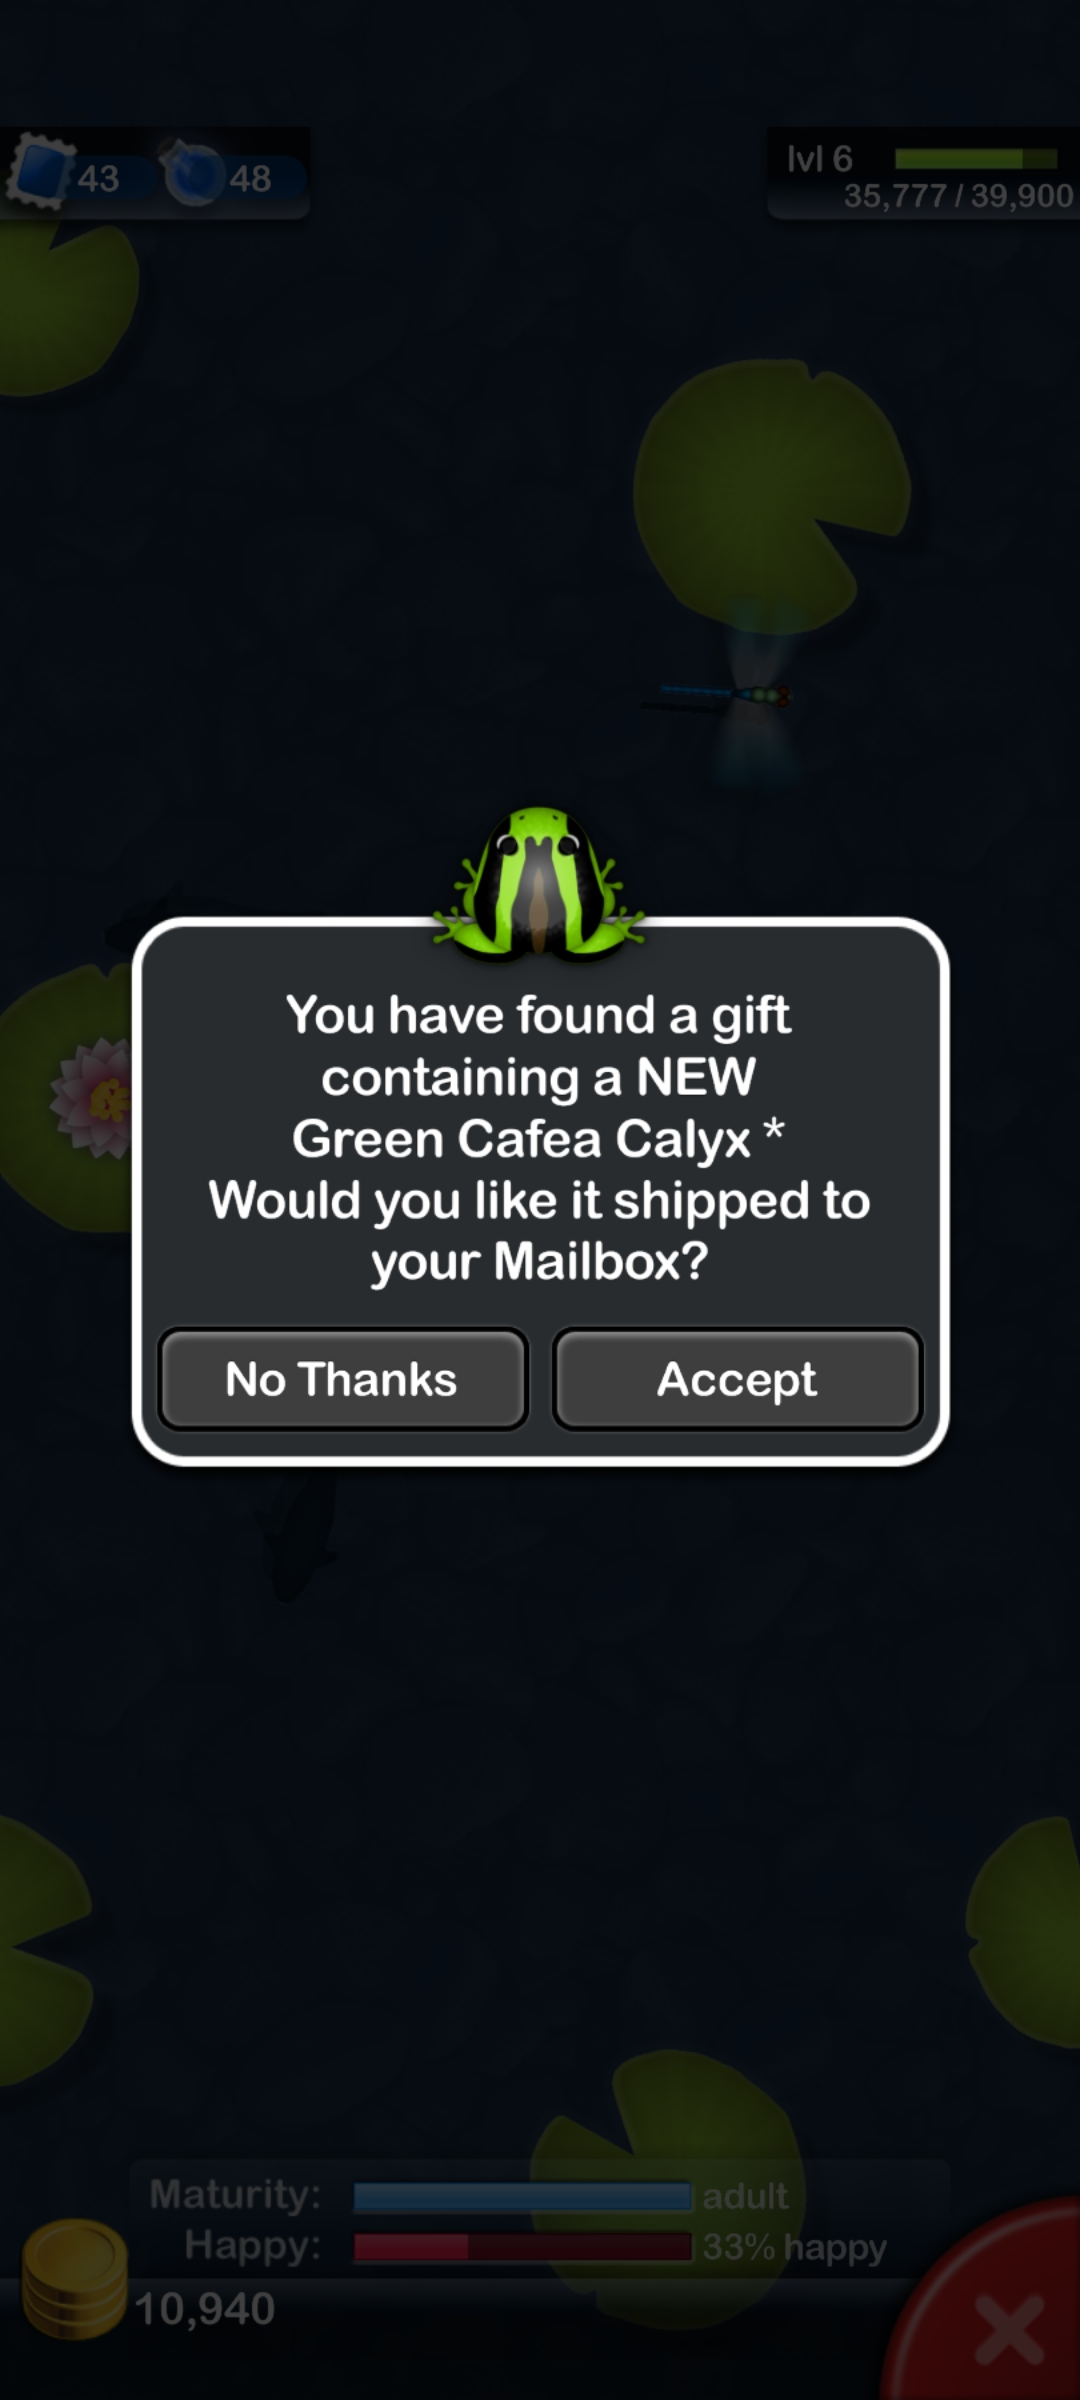 43 48
lvl 6
35,777 / 39,900
You have found a gift
containing a NEW
Green Cafea Calyx *
Would you like it shipped to
your Mailbox?
No Thanks Accept
Maturity: adult
Happy: 33% happy
10,940